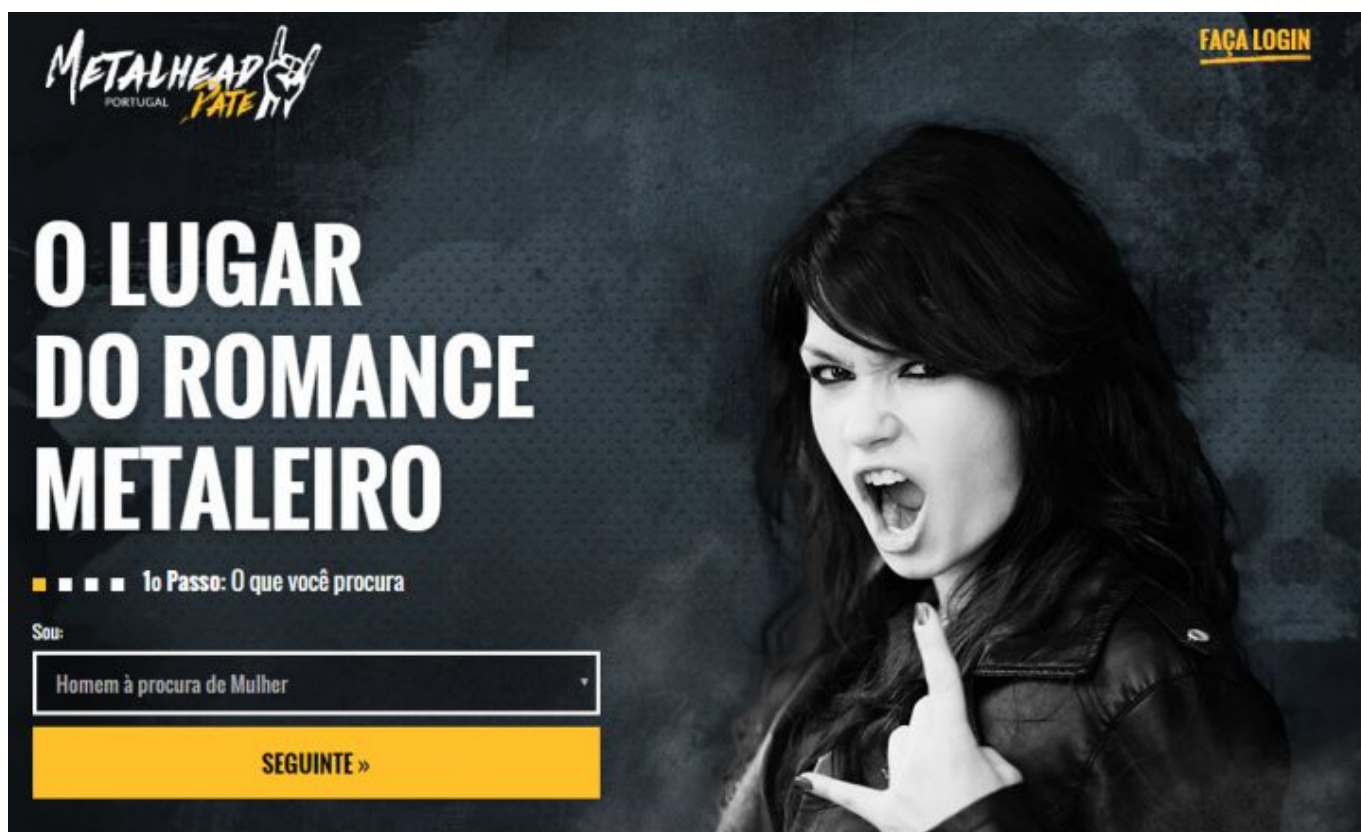 METALHEAD
PORTUGAL
DATE
FAÇA LOGIN
O LUGAR
DO ROMANCE
METALEIRO
1o Passo: O que você procura
Sou:
Homem à procura de Mulher
SEGUINTE »